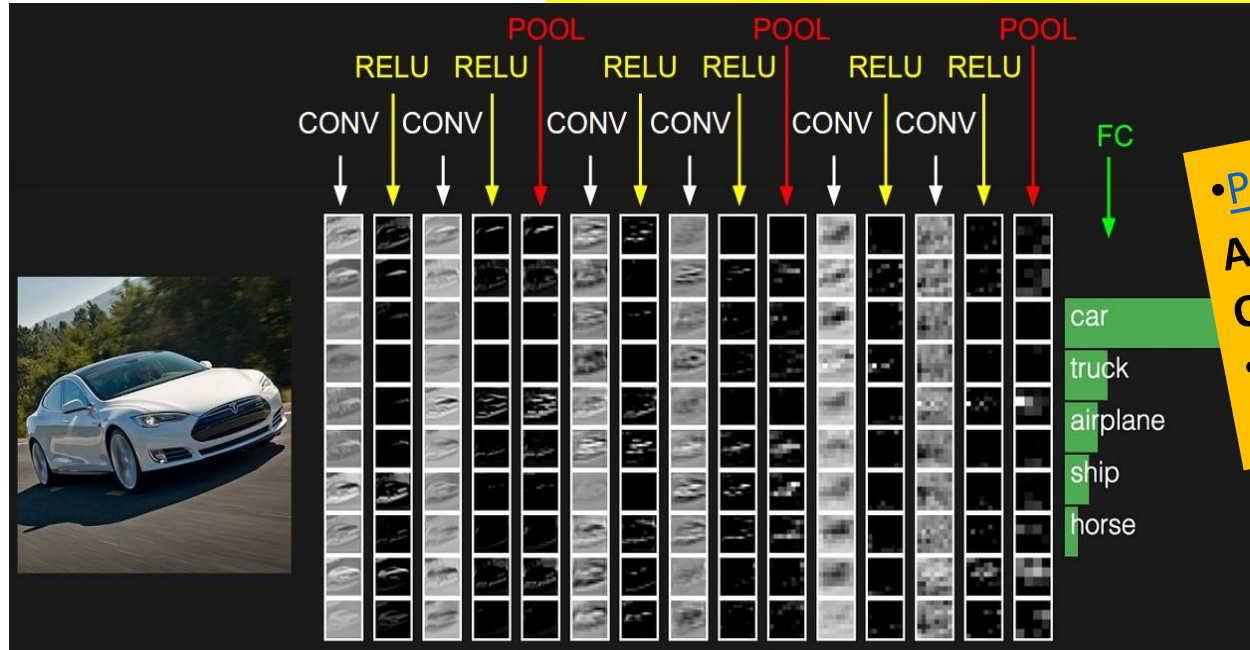 POOL POOL POOL
RELU RELU RELU RELU RELU RELU
CONV CONV CONV CONV CONV CONV
FC
car
truck
airplane
ship
horse